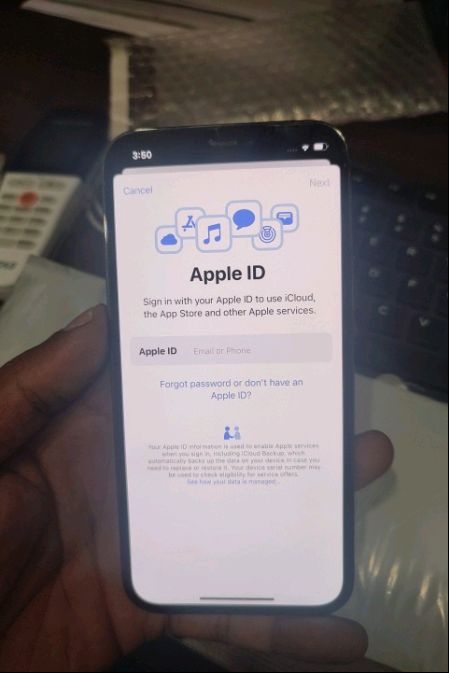 3:50
Cancel
Next
Apple ID
Sign in with your Apple ID to use iCloud,
the App Store and other Apple services.
Apple ID Email or Phone
Forgot password or don't have an
Apple ID?
Your Apple ID information is used to enable Apple services
when you sign in, including iCloud Backup, which
automatically backs up the data on your device in case you
need to replace or restore it. Your device serial number may
be used to check eligibility for service offers.
See how your data is managed...